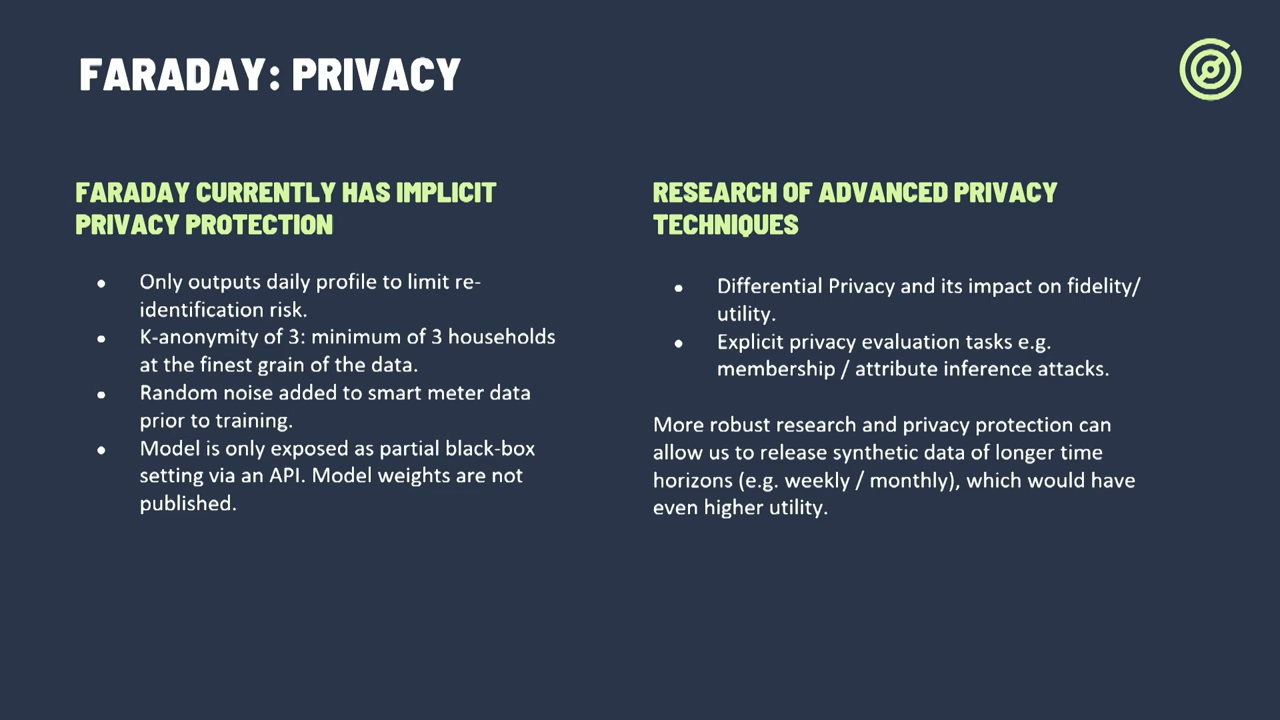 FARADAY: PRIVACY
FARADAY CURRENTLY HAS IMPLICIT
PRIVACY PROTECTION
● Only outputs daily profile to limit re-
identification risk.
● K-anonymity of 3: minimum of 3 households
at the finest grain of the data.
● Random noise added to smart meter data
prior to training.
● Model is only exposed as partial black-box
setting via an API. Model weights are not
published.
RESEARCH OF ADVANCED PRIVACY
TECHNIQUES
● Differential Privacy and its impact on fidelity/
utility.
● Explicit privacy evaluation tasks e.g.
membership / attribute inference attacks.
More robust research and privacy protection can
allow us to release synthetic data of longer time
horizons (e.g. weekly / monthly), which would have
even higher utility.